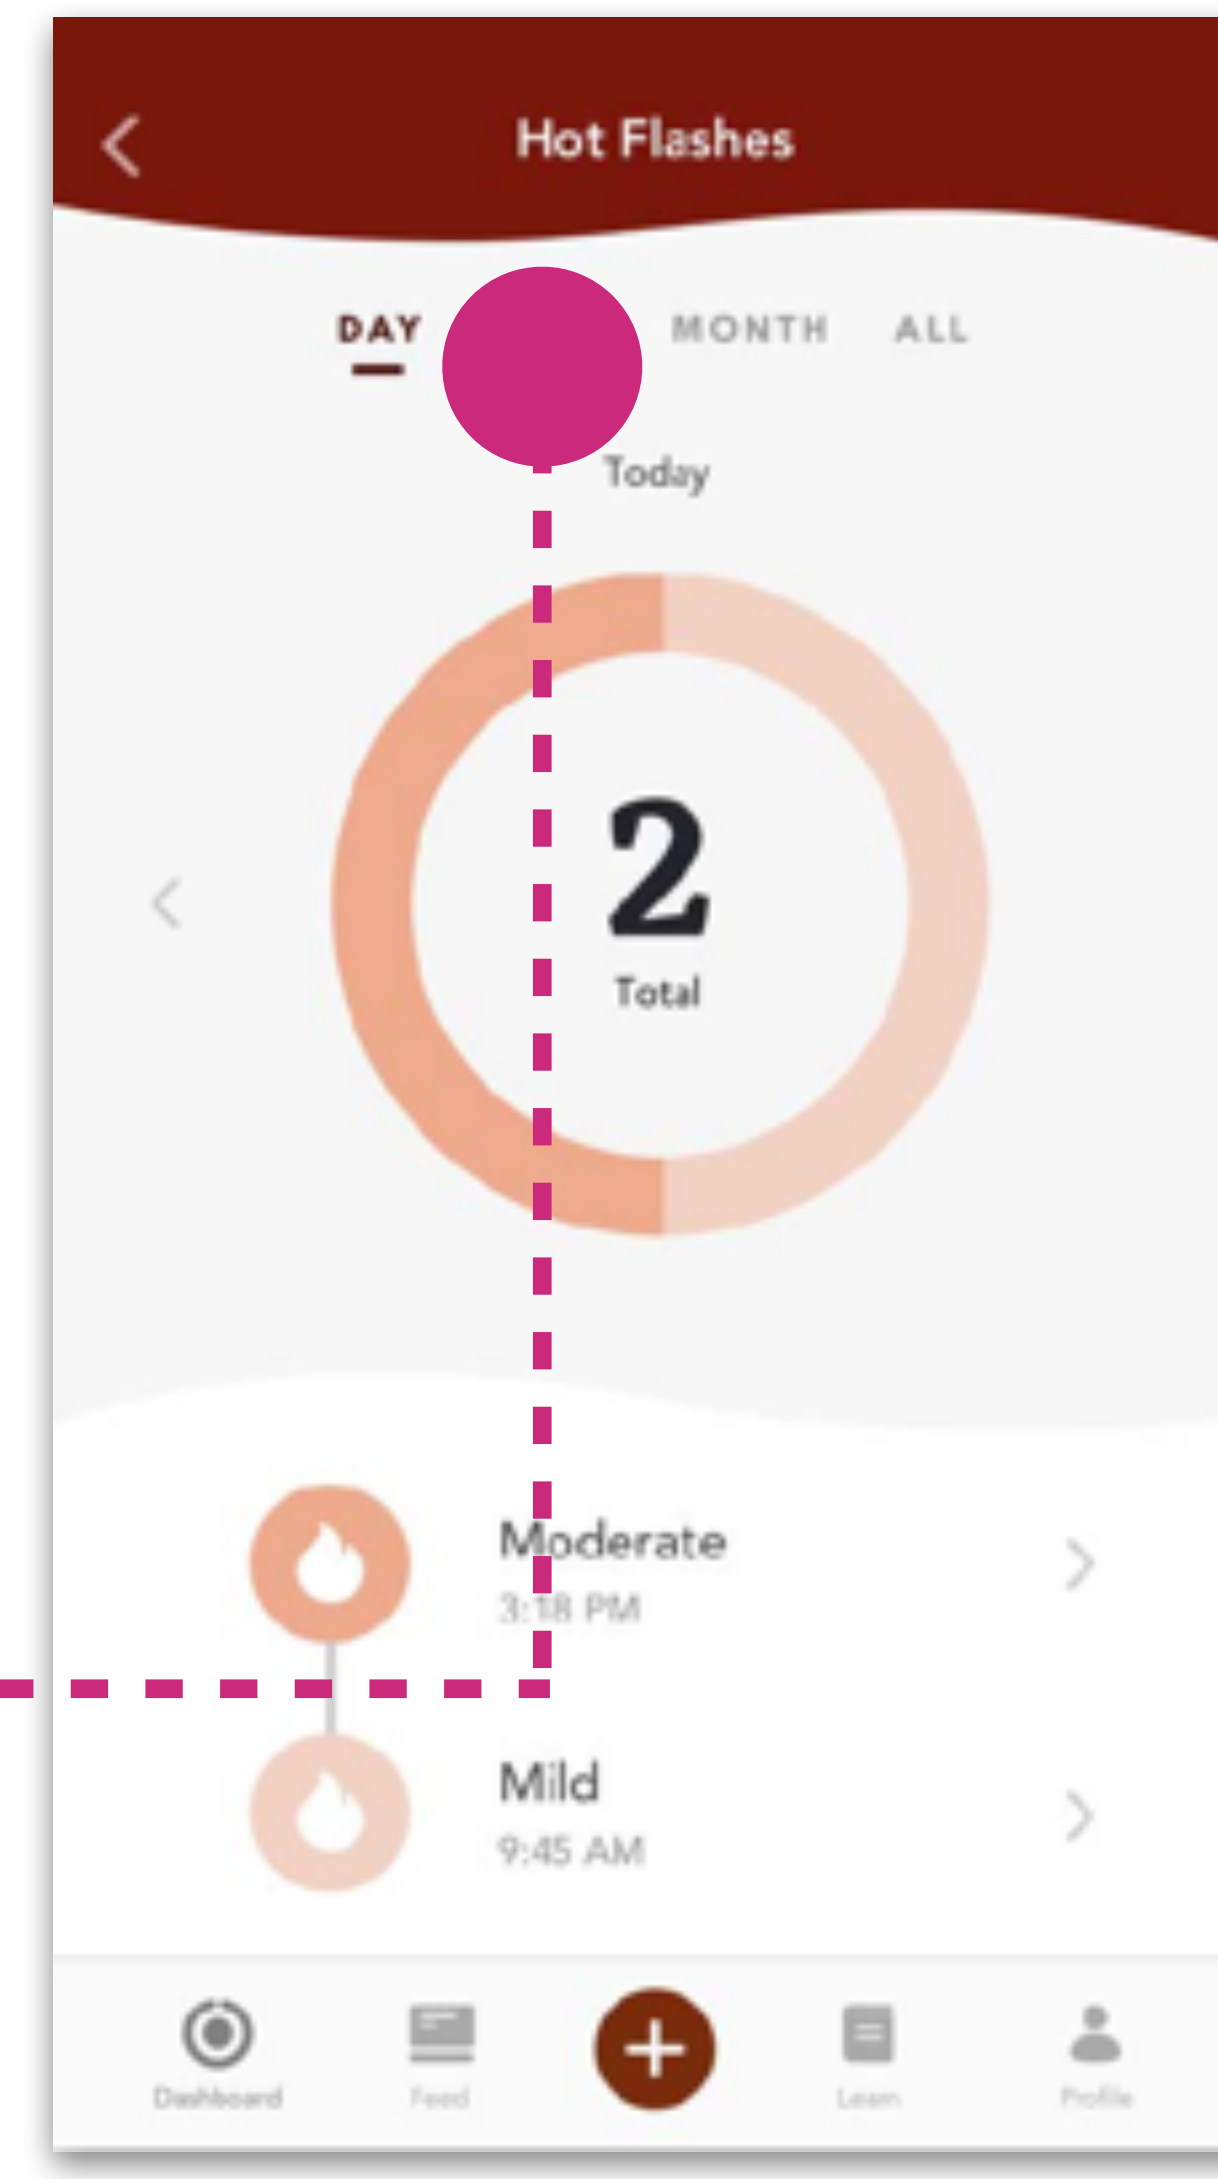 Hot Flashes
DAY MONTH ALL
Today
2
Total
Moderate
3:18 PM
Mild
9:45 AM
Dashboard Feed Learn Profile